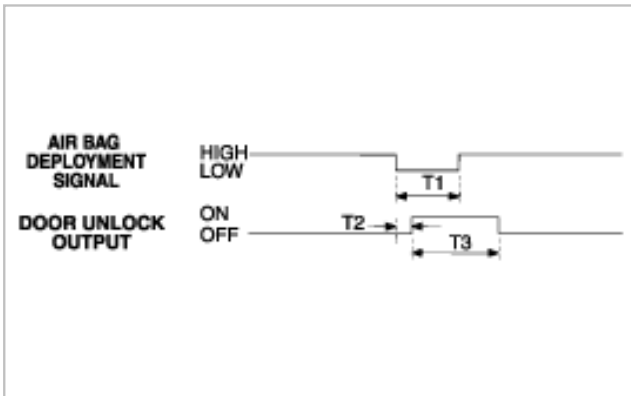 AIR BAG
DEPLOYMENT
SIGNAL
HIGH
LOW
T1
DOOR UNLOCK
OUTPUT
ON
OFF
T2
T3